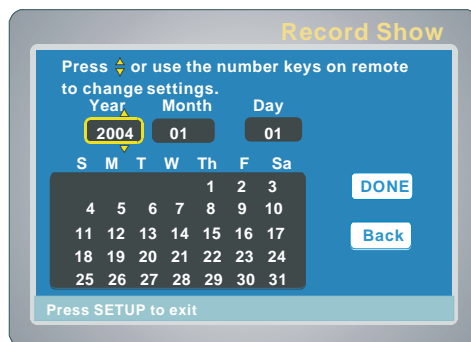 Record Show
Press or use the number keys on remote
to change settings.
Year Month Day
2004 01 01
S M T W Th F Sa
1 2 3
4 5 6 7 8 9 10
11 12 13 14 15 16 17
18 19 20 21 22 23 24
25 26 27 28 29 30 31
DONE
Back
Press SETUP to exit